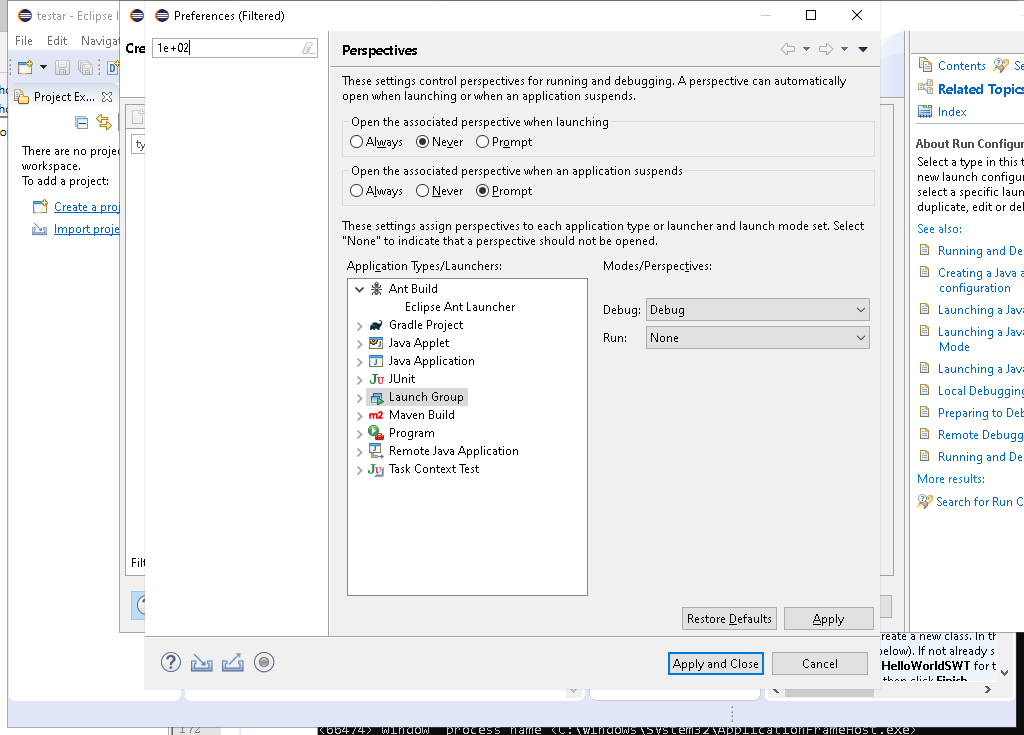 testar - Eclipse I
File Edit Navigat
Project Ex...
There are no projec
workspace.
To add a project:
Create a proj
Import proje
Cre
ty
Filt
Preferences (Filtered)
1e+02
Perspectives
These settings control perspectives for running and debugging. A perspective can automatically
open when launching or when an application suspends.
Open the associated perspective when launching
Always Never Prompt
Open the associated perspective when an application suspends
Always Never Prompt
These settings assign perspectives to each application type or launcher and launch mode set. Select
"None" to indicate that a perspective should not be opened.
Application Types/Launchers:
Modes/Perspectives:
Ant Build
Eclipse Ant Launcher
Gradle Project
Java Applet
Java Application
JUnit
Launch Group
Maven Build
Program
Remote Java Application
Task Context Test
Debug: Debug
Run: None
Restore Defaults Apply
Apply and Close Cancel
Contents Se
Related Topics
Index
About Run Configur
Select a type in this t
new launch configur
select a specific laun
duplicate, edit or del
See also:
Running and De
Creating a Java a
configuration
Launching a Java
Launching a Java
Mode
Launching a Java
Local Debugging
Preparing to Deb
Remote Debugg
Running and De
More results:
Search for Run C
reate a new class. In th
below). If not already s
HelloWorldSWT for t
then click Finish.
172
<66474> window process name <C:\Windows\System32\ApplicationFrameHost.exe>